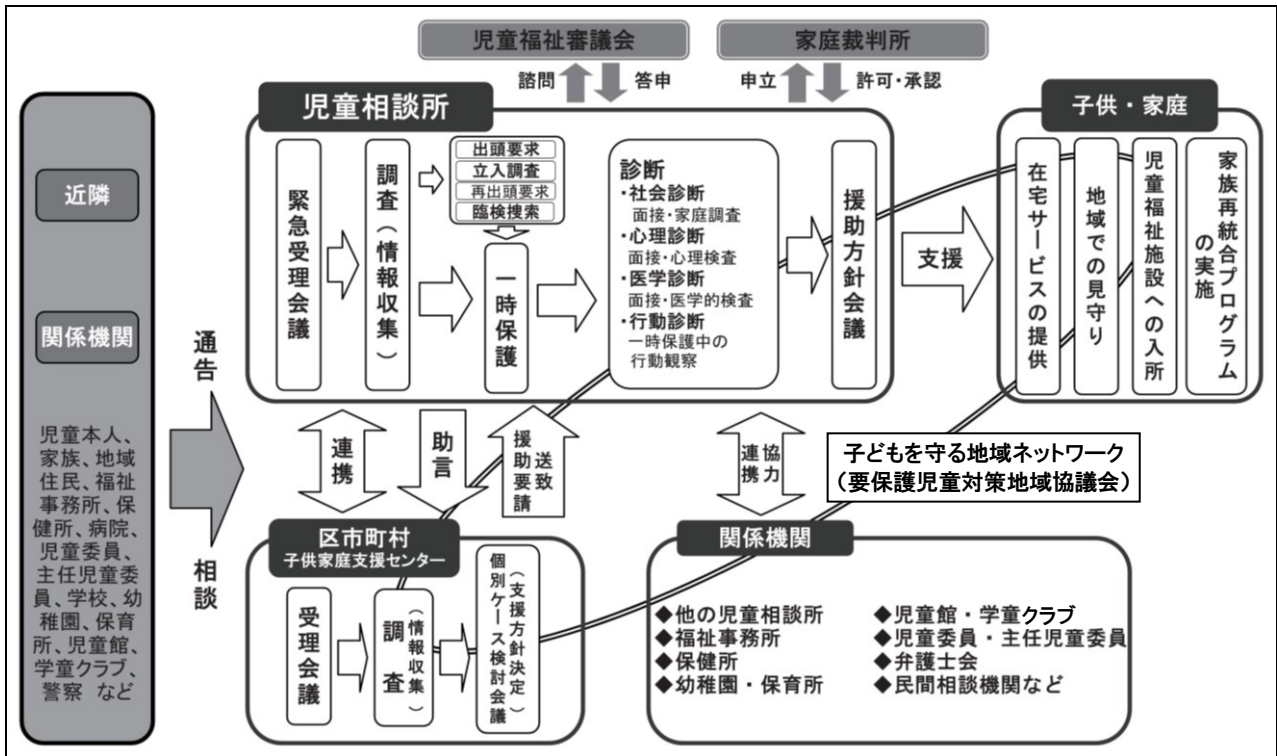 児童福祉審議会
家庭裁判所
諮問
答申
申立
許可・承認
近隣
関係機関
児童本人、
家族、地域
住民、福祉
事務所、保
健所、病院、
児童委員、
主任児童委
員、学校、幼
稚園、保育
所、児童館、
学童クラブ、
警察 など
通告
相談
児童相談所
緊急受理会議
調査(情報収集)
出頭要求
立入調査
再出頭要求
臨検捜索
一時保護
診断
・社会診断
面接・家庭調査
・心理診断
面接・心理検査
・医学診断
面接・医学的検査
・行動診断
一時保護中の
行動観察
援助方針会議
支援
子供・家庭
在宅サービスの提供
地域での見守り
児童福祉施設への入所
家族再統合プログラム
の実施
連携
助言
送致
援助要請
協力
連携
子どもを守る地域ネットワーク
(要保護児童対策地域協議会)
区市町村
子供家庭支援センター
受理会議
調査
(情報収集)
(支援方針決定)
個別ケース検討会議
関係機関
◆他の児童相談所
◆福祉事務所
◆保健所
◆幼稚園・保育所
◆児童館・学童クラブ
◆児童委員・主任児童委員
◆弁護士会
◆民間相談機関など